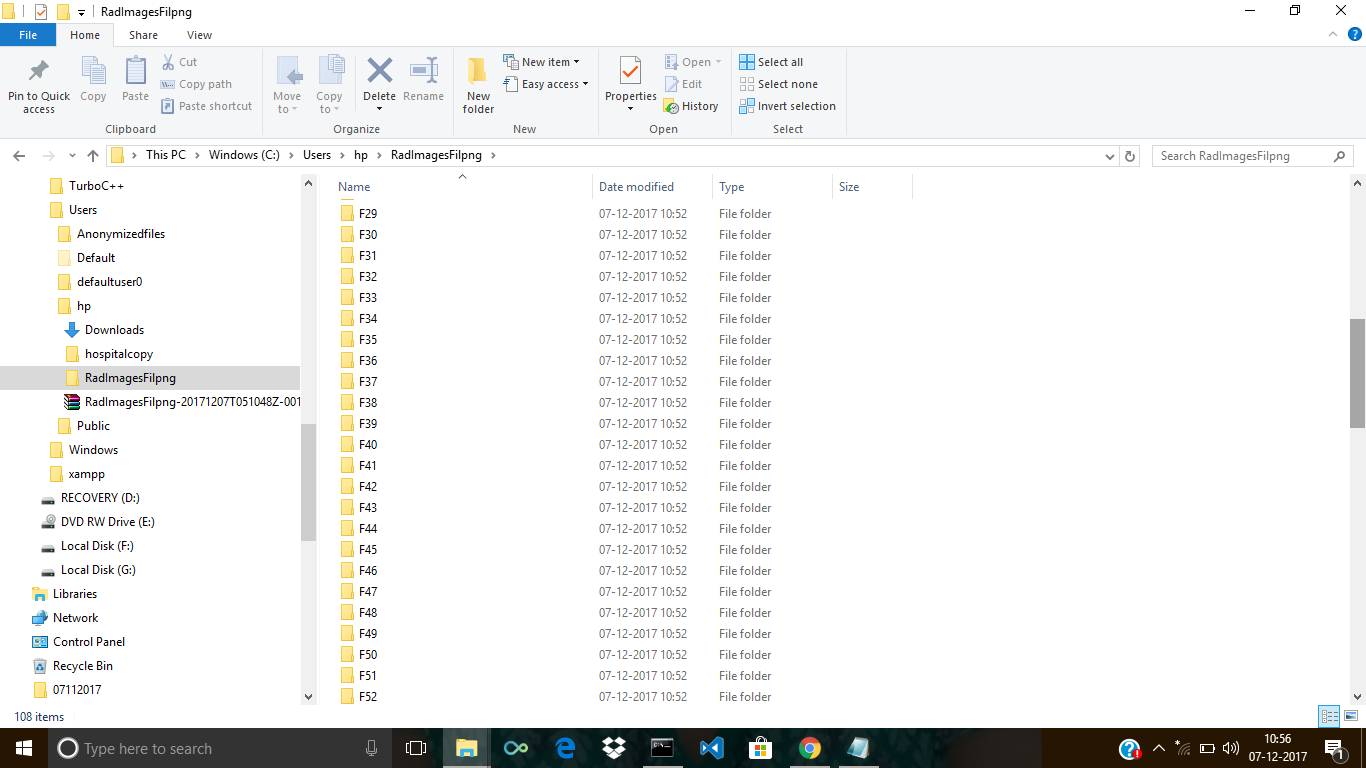 RadImagesFilpng
File Home Share View
Pin to Quick access
Copy
Paste
Cut
Copy path
Paste shortcut
Clipboard
Move to
Copy to
Delete
Rename
Organize
New folder
New item
Easy access
New
Properties
Open
Edit
History
Open
Select all
Select none
Invert selection
Select
This PC Windows (C:) Users hp RadImagesFilpng
Search RadImagesFilpng
TurboC++
Users
Anonymizedfiles
Default
defaultuser0
hp
Downloads
hospitalcopy
RadImagesFilpng
RadImagesFilpng-20171207T051048Z-001
Public
Windows
xampp
RECOVERY (D:)
DVD RW Drive (E:)
Local Disk (F:)
Local Disk (G:)
Libraries
Network
Control Panel
Recycle Bin
07112017
Name Date modified Type Size
F29 07-12-2017 10:52 File folder
F30 07-12-2017 10:52 File folder
F31 07-12-2017 10:52 File folder
F32 07-12-2017 10:52 File folder
F33 07-12-2017 10:52 File folder
F34 07-12-2017 10:52 File folder
F35 07-12-2017 10:52 File folder
F36 07-12-2017 10:52 File folder
F37 07-12-2017 10:52 File folder
F38 07-12-2017 10:52 File folder
F39 07-12-2017 10:52 File folder
F40 07-12-2017 10:52 File folder
F41 07-12-2017 10:52 File folder
F42 07-12-2017 10:52 File folder
F43 07-12-2017 10:52 File folder
F44 07-12-2017 10:52 File folder
F45 07-12-2017 10:52 File folder
F46 07-12-2017 10:52 File folder
F47 07-12-2017 10:52 File folder
F48 07-12-2017 10:52 File folder
F49 07-12-2017 10:52 File folder
F50 07-12-2017 10:52 File folder
F51 07-12-2017 10:52 File folder
F52 07-12-2017 10:52 File folder
108 items
Type here to search
10:56
07-12-2017
1